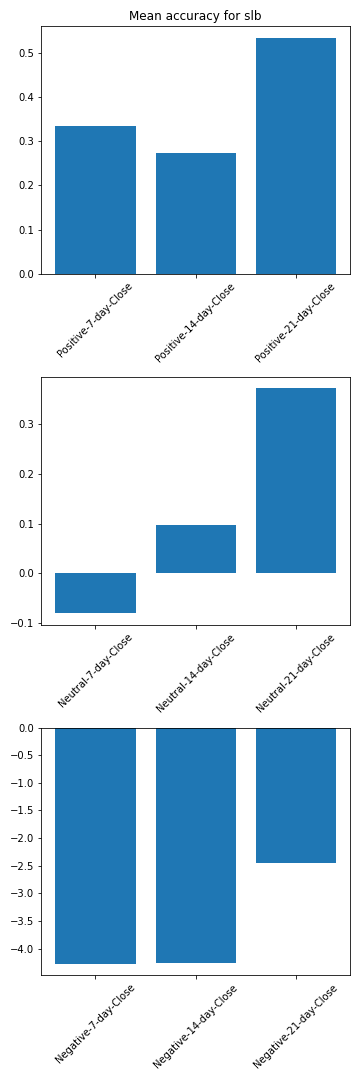 Mean accuracy for slb
0.5
0.4
0.3
0.2
0.1
0.0
Positive-7-day-Close
Positive-14-day-Close
Positive-21-day-Close
0.3
0.2
0.1
0.0
−0.1
Neutral-7-day-Close
Neutral-14-day-Close
Neutral-21-day-Close
0.0
−0.5
−1.0
−1.5
−2.0
−2.5
−3.0
−3.5
−4.0
Negative-7-day-Close
Negative-14-day-Close
Negative-21-day-Close